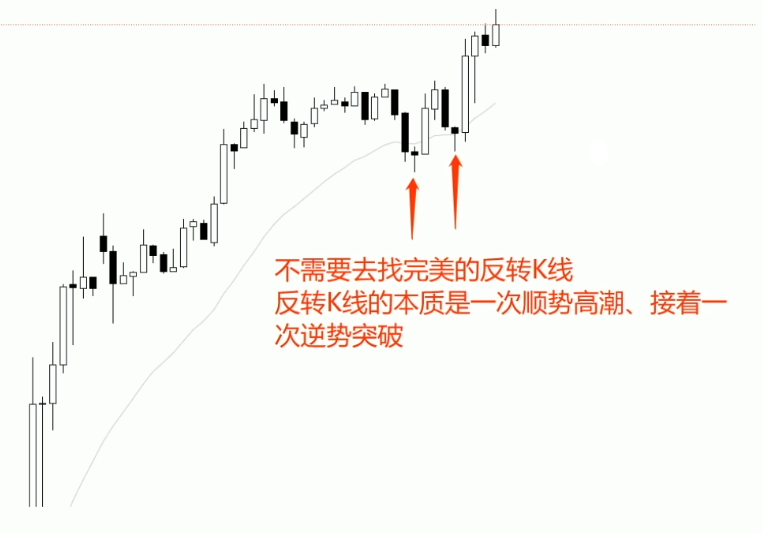 不需要去找完美的反转K线
反转K线的本质是一次顺势高潮、接着一
次逆势突破